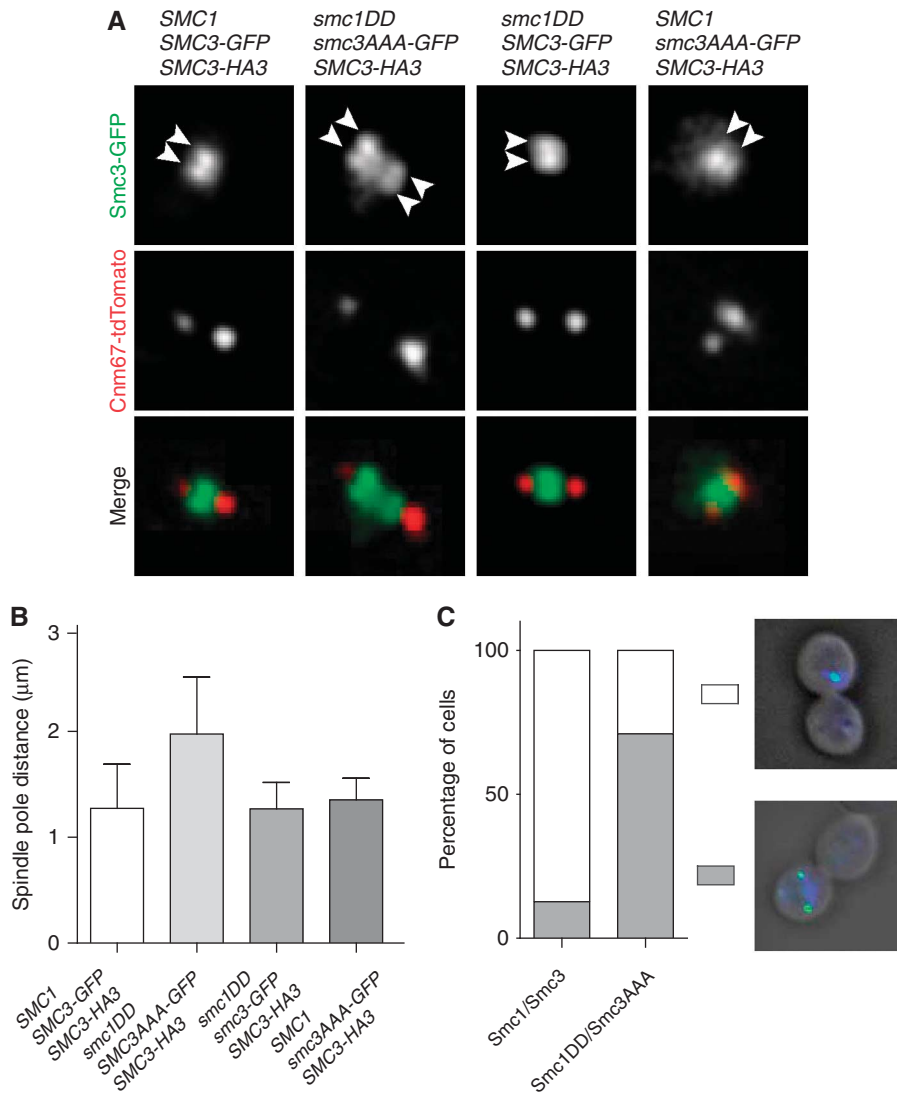 A
SMC1
SMC3-GFP
SMC3-HA3
smc1DD
smc3AAA-GFP
SMC3-HA3
smc1DD
SMC3-GFP
SMC3-HA3
SMC1
smc3AAA-GFP
SMC3-HA3
Smc3-GFP
Cnm67-tdTomato
Merge
B
Spindle pole distance (μm)
3
2
1
0
SMC1
SMC3-GFP
SMC3-HA3
smc1DD
SMC3AAA-GFP
SMC3-HA3
smc1DD
smc3-GFP
SMC3-HA3
SMC1
smc3AAA-GFP
SMC3-HA3
C
Percentage of cells
100
50
0
Smc1/Smc3
Smc1DD/Smc3AAA